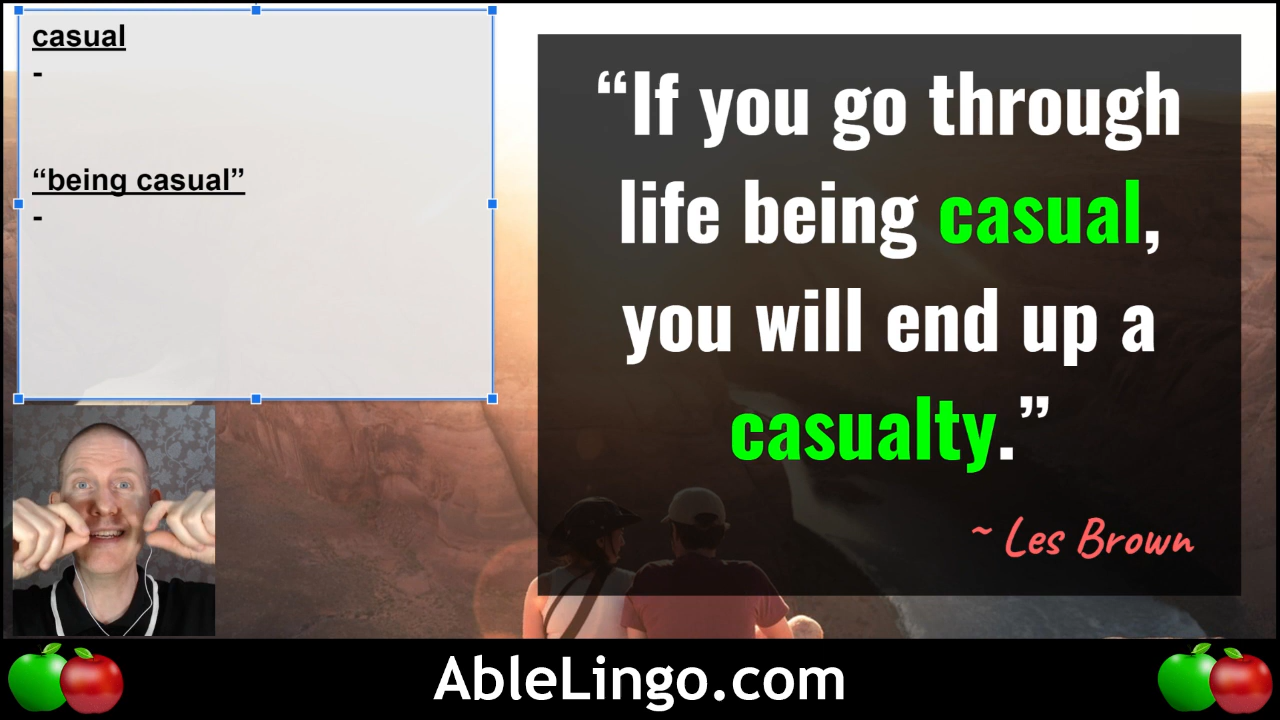 casual
-
“being casual”
-
“If you go through
life being casual,
you will end up a
casualty.”
~ Les Brown
AbleLingo.com